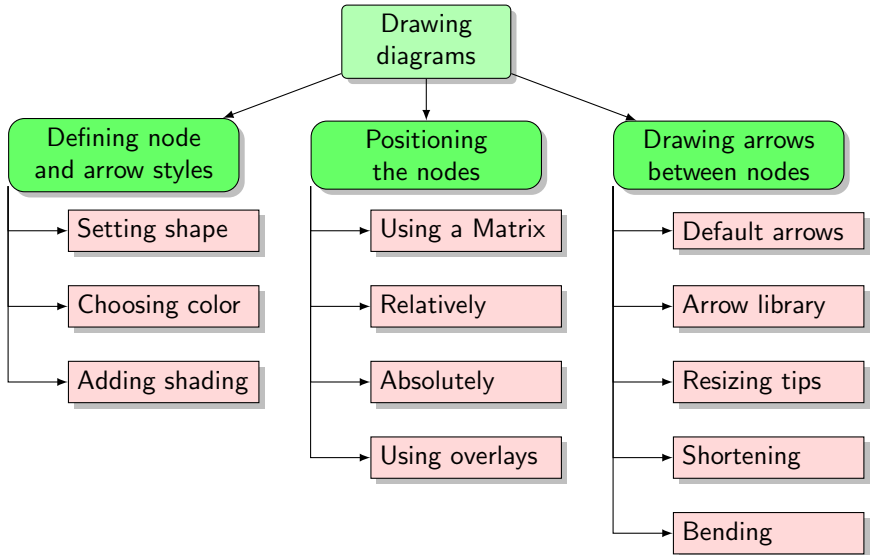 Drawing
diagrams
Defining node
and arrow styles
Setting shape
Choosing color
Adding shading
Positioning
the nodes
Using a Matrix
Relatively
Absolutely
Using overlays
Drawing arrows
between nodes
Default arrows
Arrow library
Resizing tips
Shortening
Bending